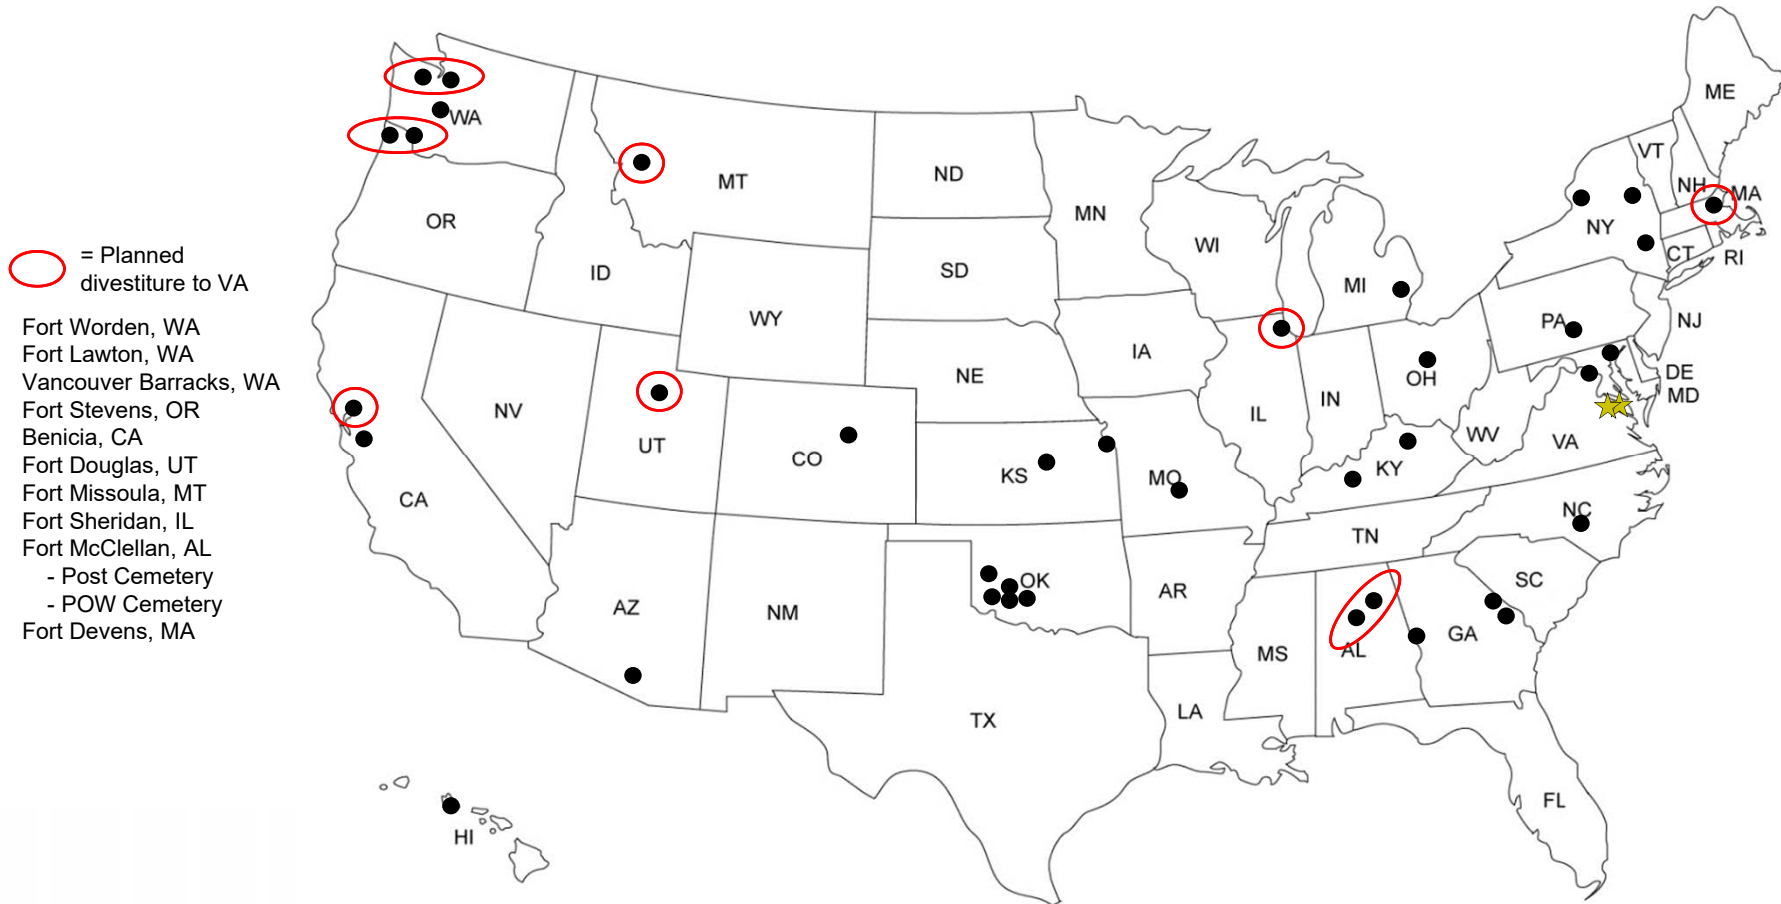 = Planned
divestiture to VA
Fort Worden, WA
Fort Lawton, WA
Vancouver Barracks, WA
Fort Stevens, OR
Benicia, CA
Fort Douglas, UT
Fort Missoula, MT
Fort Sheridan, IL
Fort McClellan, AL
- Post Cemetery
- POW Cemetery
Fort Devens, MA
WA
OR
CA
NV
ID
MT
WY
UT
AZ
CO
NM
ND
SD
NE
KS
OK
TX
MN
IA
MO
AR
LA
WI
IL
MI
IN
OH
KY
TN
MS
AL
GA
FL
SC
NC
VA
WV
PA
NY
VT
NH
ME
MA
CT
RI
NJ
DE
MD
HI